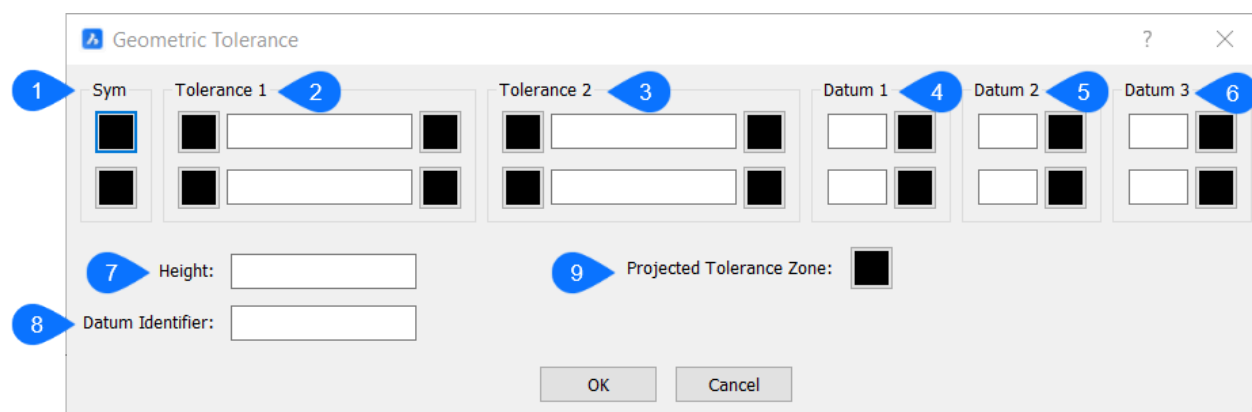 Geometric Tolerance ?
1 Sym Tolerance 1 2 Tolerance 2 3 Datum 1 4 Datum 2 5 Datum 3 6
7 Height: 9 Projected Tolerance Zone:
8 Datum Identifier:
OK Cancel